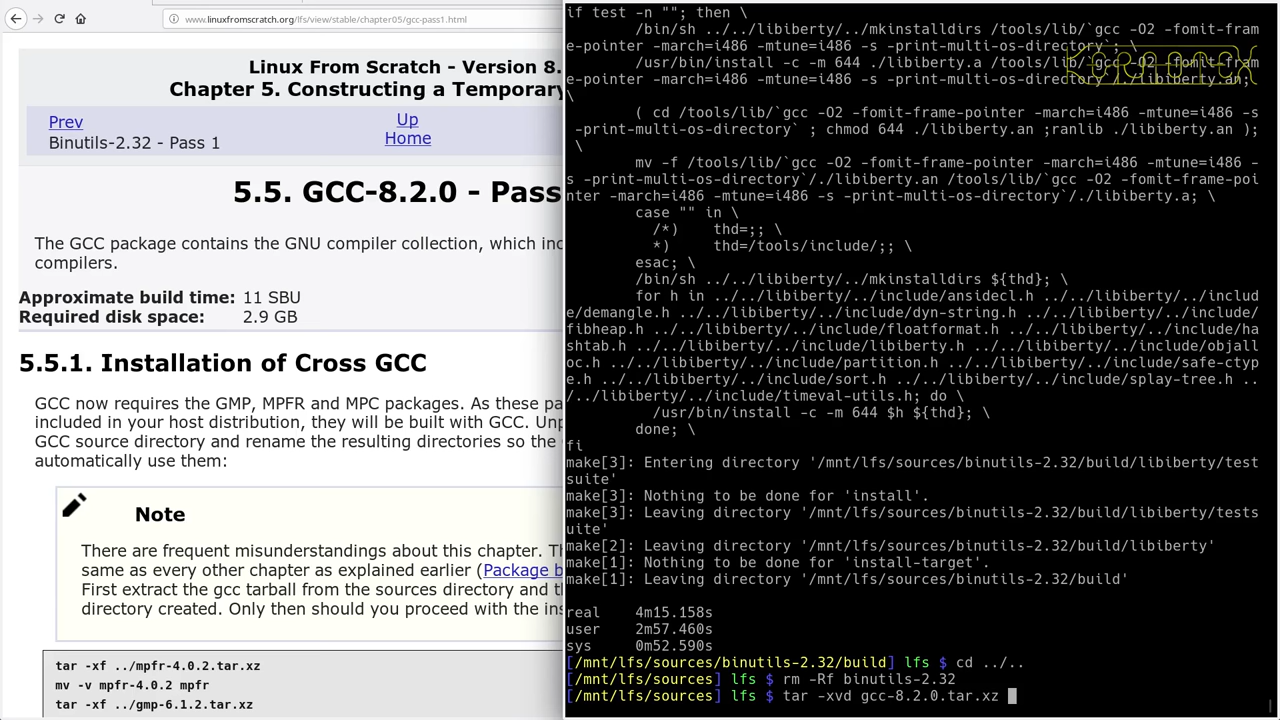 www.linuxfromscratch.org/lfs/view/stable/chapter05/gcc-pass1.html
Linux From Scratch - Version 8.
Chapter 5. Constructing a Temporary
Prev
Up
Binutils-2.32 - Pass 1
Home
5.5. GCC-8.2.0 - Pass
The GCC package contains the GNU compiler collection, which inc
compilers.
Approximate build time: 11 SBU
Required disk space: 2.9 GB
5.5.1. Installation of Cross GCC
GCC now requires the GMP, MPFR and MPC packages. As these pa
included in your host distribution, they will be built with GCC. Unp
GCC source directory and rename the resulting directories so the
automatically use them:
Note
There are frequent misunderstandings about this chapter. Th
same as every other chapter as explained earlier (Package b
First extract the gcc tarball from the sources directory and th
directory created. Only then should you proceed with the ins
tar -xf ../mpfr-4.0.2.tar.xz
mv -v mpfr-4.0.2 mpfr
tar -xf ../gmp-6.1.2.tar.xz
if test -n ""; then \
/bin/sh ../../libiberty/../mkinstalldirs /tools/lib/`gcc -O2 -fomit-fram
e-pointer -march=i486 -mtune=i486 -s -print-multi-os-directory`; \
/usr/bin/install -c -m 644 ./libiberty.a /tools/lib/`gcc -O2 -fomit-fram
e-pointer -march=i486 -mtune=i486 -s -print-multi-os-directory`/./libiberty.an; 
\
( cd /tools/lib/`gcc -O2 -fomit-frame-pointer -march=i486 -mtune=i486 -s
-print-multi-os-directory` ; chmod 644 ./libiberty.an ;ranlib ./libiberty.an );
\
mv -f /tools/lib/`gcc -O2 -fomit-frame-pointer -march=i486 -mtune=i486 -
s -print-multi-os-directory`/./libiberty.an /tools/lib/`gcc -O2 -fomit-frame-poi
nter -march=i486 -mtune=i486 -s -print-multi-os-directory`/./libiberty.a; \
case "" in \
/*) thd=;; \
*) thd=/tools/include/;; \
esac; \
/bin/sh ../../libiberty/../mkinstalldirs ${thd}; \
for h in ../../libiberty/../include/ansidecl.h ../../libiberty/../includ
e/demangle.h ../../libiberty/../include/dyn-string.h ../../libiberty/../include/
fibheap.h ../../libiberty/../include/floatformat.h ../../libiberty/../include/ha
shtab.h ../../libiberty/../include/libiberty.h ../../libiberty/../include/objall
oc.h ../../libiberty/../include/partition.h ../../libiberty/../include/safe-ctyp
e.h ../../libiberty/../include/sort.h ../../libiberty/../include/splay-tree.h ..
/../libiberty/../include/timeval-utils.h; do \
/usr/bin/install -c -m 644 $h ${thd}; \
done; \
fi
make[3]: Entering directory '/mnt/lfs/sources/binutils-2.32/build/libiberty/test
suite'
make[3]: Nothing to be done for 'install'.
make[3]: Leaving directory '/mnt/lfs/sources/binutils-2.32/build/libiberty/tests
uite'
make[2]: Leaving directory '/mnt/lfs/sources/binutils-2.32/build/libiberty'
make[1]: Nothing to be done for 'install-target'.
make[1]: Leaving directory '/mnt/lfs/sources/binutils-2.32/build'
real 4m15.158s
user 2m57.460s
sys 0m52.590s
[/mnt/lfs/sources/binutils-2.32/build] lfs $ cd ../..
[/mnt/lfs/sources] lfs $ rm -Rf binutils-2.32
[/mnt/lfs/sources] lfs $ tar -xvd gcc-8.2.0.tar.xz